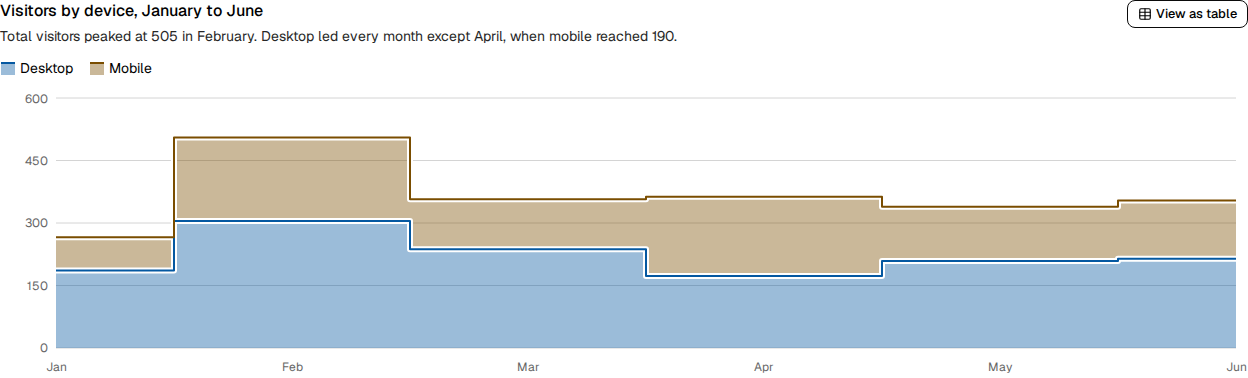 Visitors by device, January to June
View as table
Total visitors peaked at 505 in February. Desktop led every month except April, when mobile reached 190.
Desktop Mobile
600
450
300
150
0
Jan Feb Mar Apr May Jun